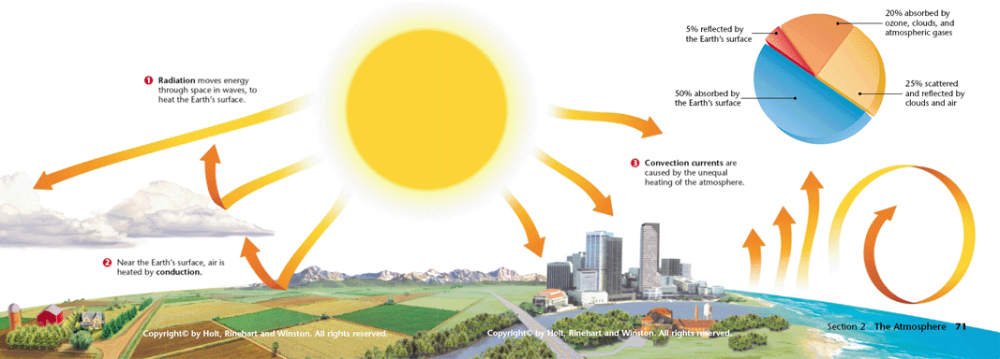 ❶ Radiation moves energy
through space in waves, to
heat the Earth's surface.
❷ Near the Earth's surface, air is
heated by conduction.
❸ Convection currents are
caused by the unequal
heating of the atmosphere.
5% reflected by
the Earth's surface
20% absorbed by
ozone, clouds, and
atmospheric gases
50% absorbed by
the Earth's surface
25% scattered
and reflected by
clouds and air
Copyright© by Holt, Rinehart and Winston. All rights reserved.
Copyright© by Holt, Rinehart and Winston. All rights reserved.
Section 2 The Atmosphere 71